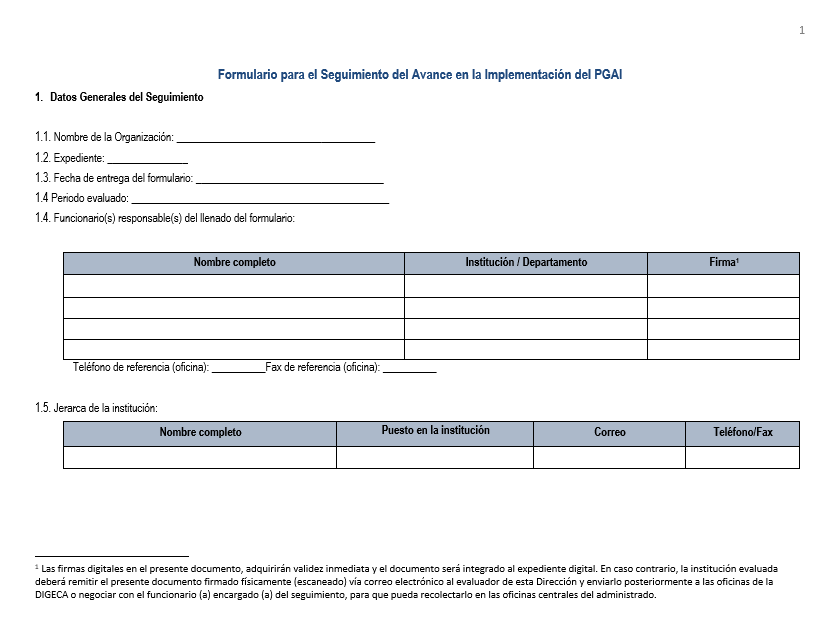 1
Formulario para el Seguimiento del Avance en la Implementación del PGAI
1. Datos Generales del Seguimiento
1.1. Nombre de la Organización: ____________________________________
1.2. Expediente: _______________
1.3. Fecha de entrega del formulario: __________________________________
1.4 Periodo evaluado: _______________________________________________
1.4. Funcionario(s) responsable(s) del llenado del formulario:
Nombre completo Institución / Departamento Firma¹
Teléfono de referencia (oficina): __________Fax de referencia (oficina): __________
1.5. Jerarca de la institución:
Nombre completo Puesto en la institución Correo Teléfono/Fax
¹ Las firmas digitales en el presente documento, adquirirán validez inmediata y el documento será integrado al expediente digital. En caso contrario, la institución evaluada
deberá remitir el presente documento firmado físicamente (escaneado) vía correo electrónico al evaluador de esta Dirección y enviarlo posteriormente a las oficinas de la
DIGECA o negociar con el funcionario (a) encargado (a) del seguimiento, para que pueda recolectarlo en las oficinas centrales del administrado.